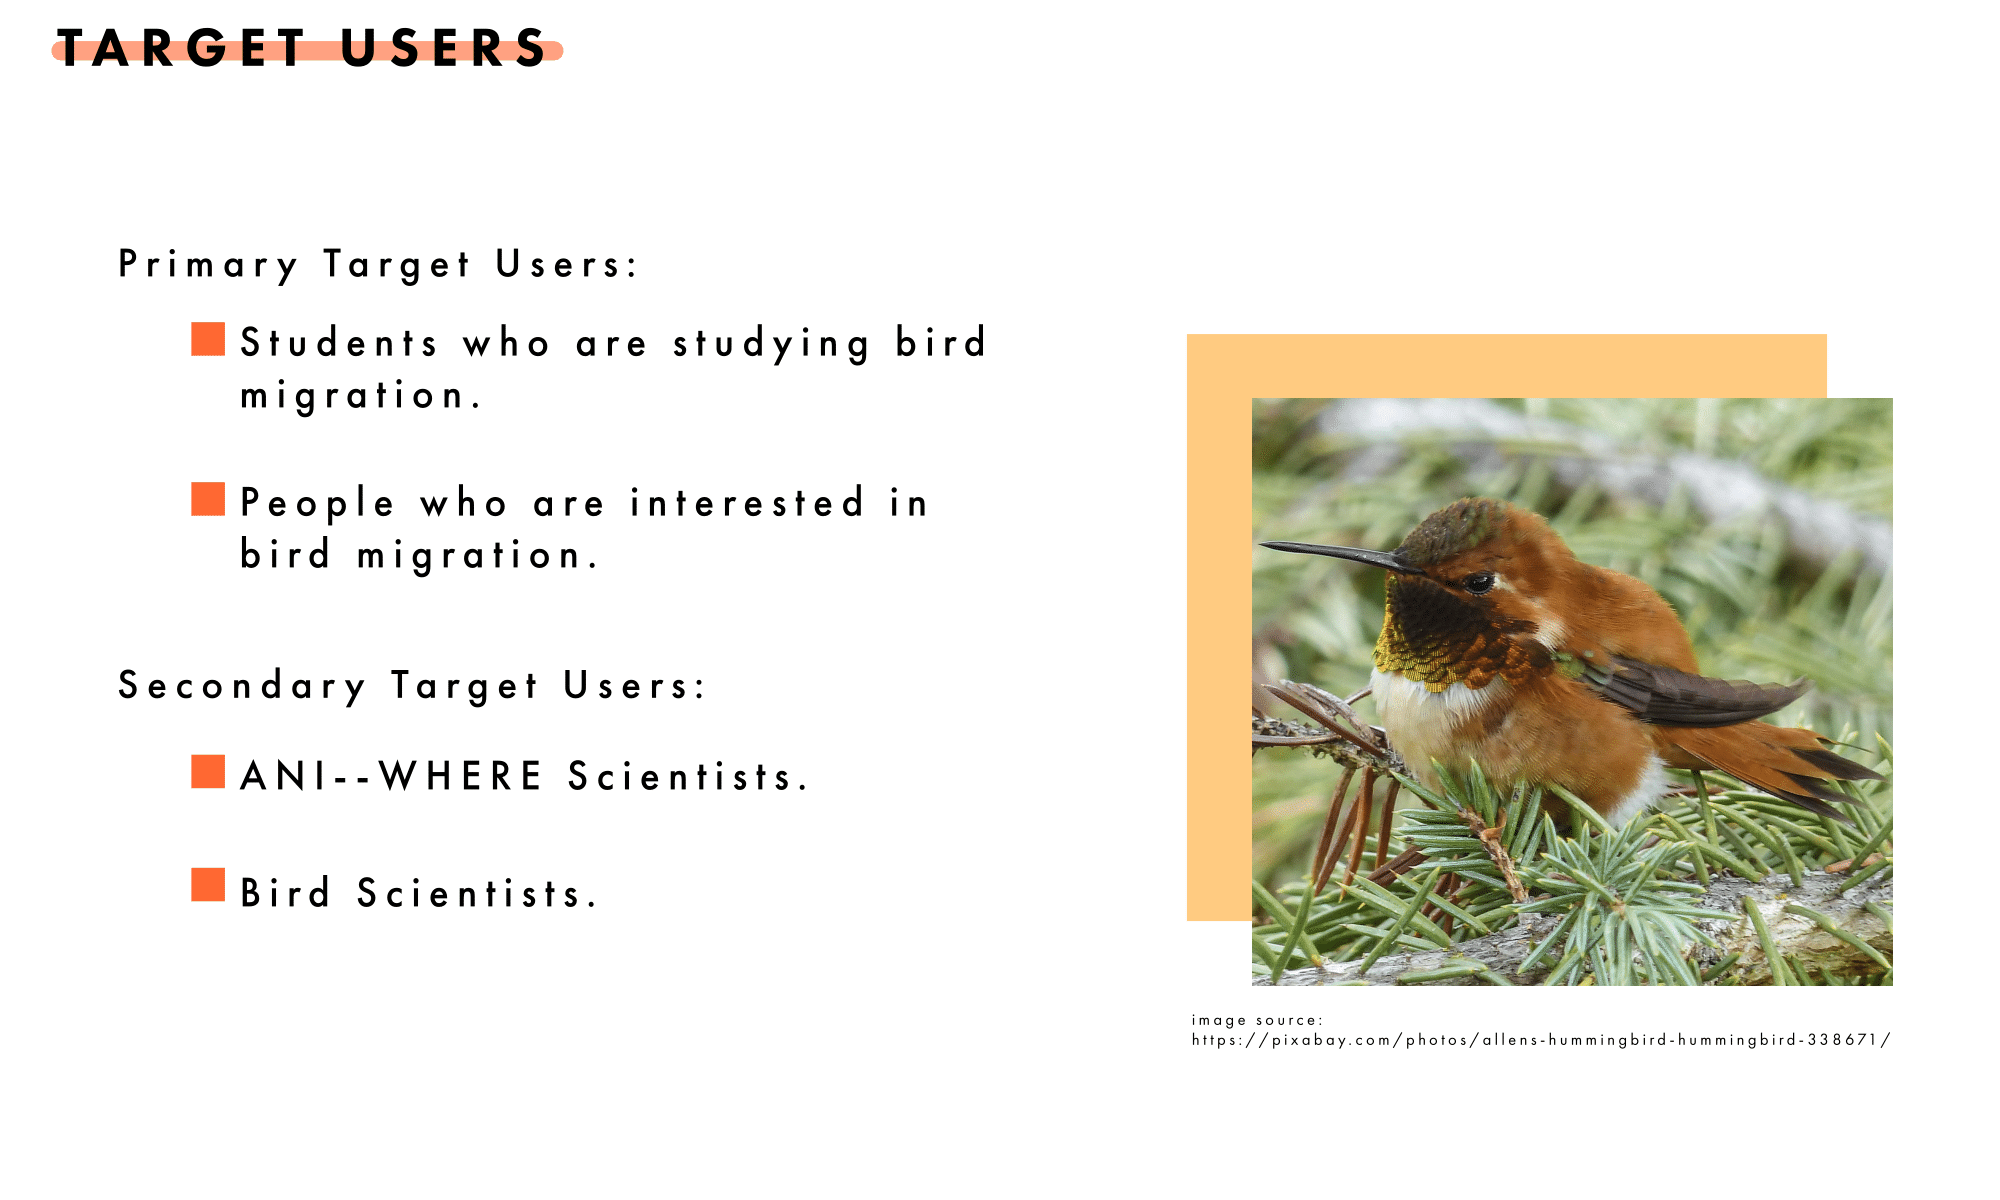 TARGET USERS
Primary Target Users:
Students who are studying bird
migration.
People who are interested in
bird migration.
Secondary Target Users:
ANI--WHERE Scientists.
Bird Scientists.
image source:
https://pixabay.com/photos/allens-hummingbird-hummingbird-338671/